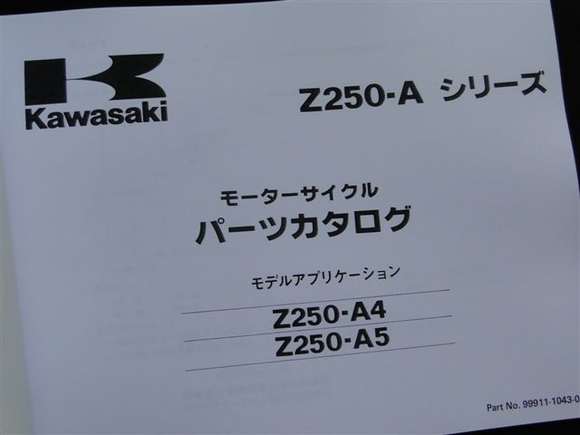 Kawasaki
Z250-A シリーズ
モーターサイクル
パーツカタログ
モデルアプリケーション
Z250-A4
Z250-A5
Part No. 99911-1043-0